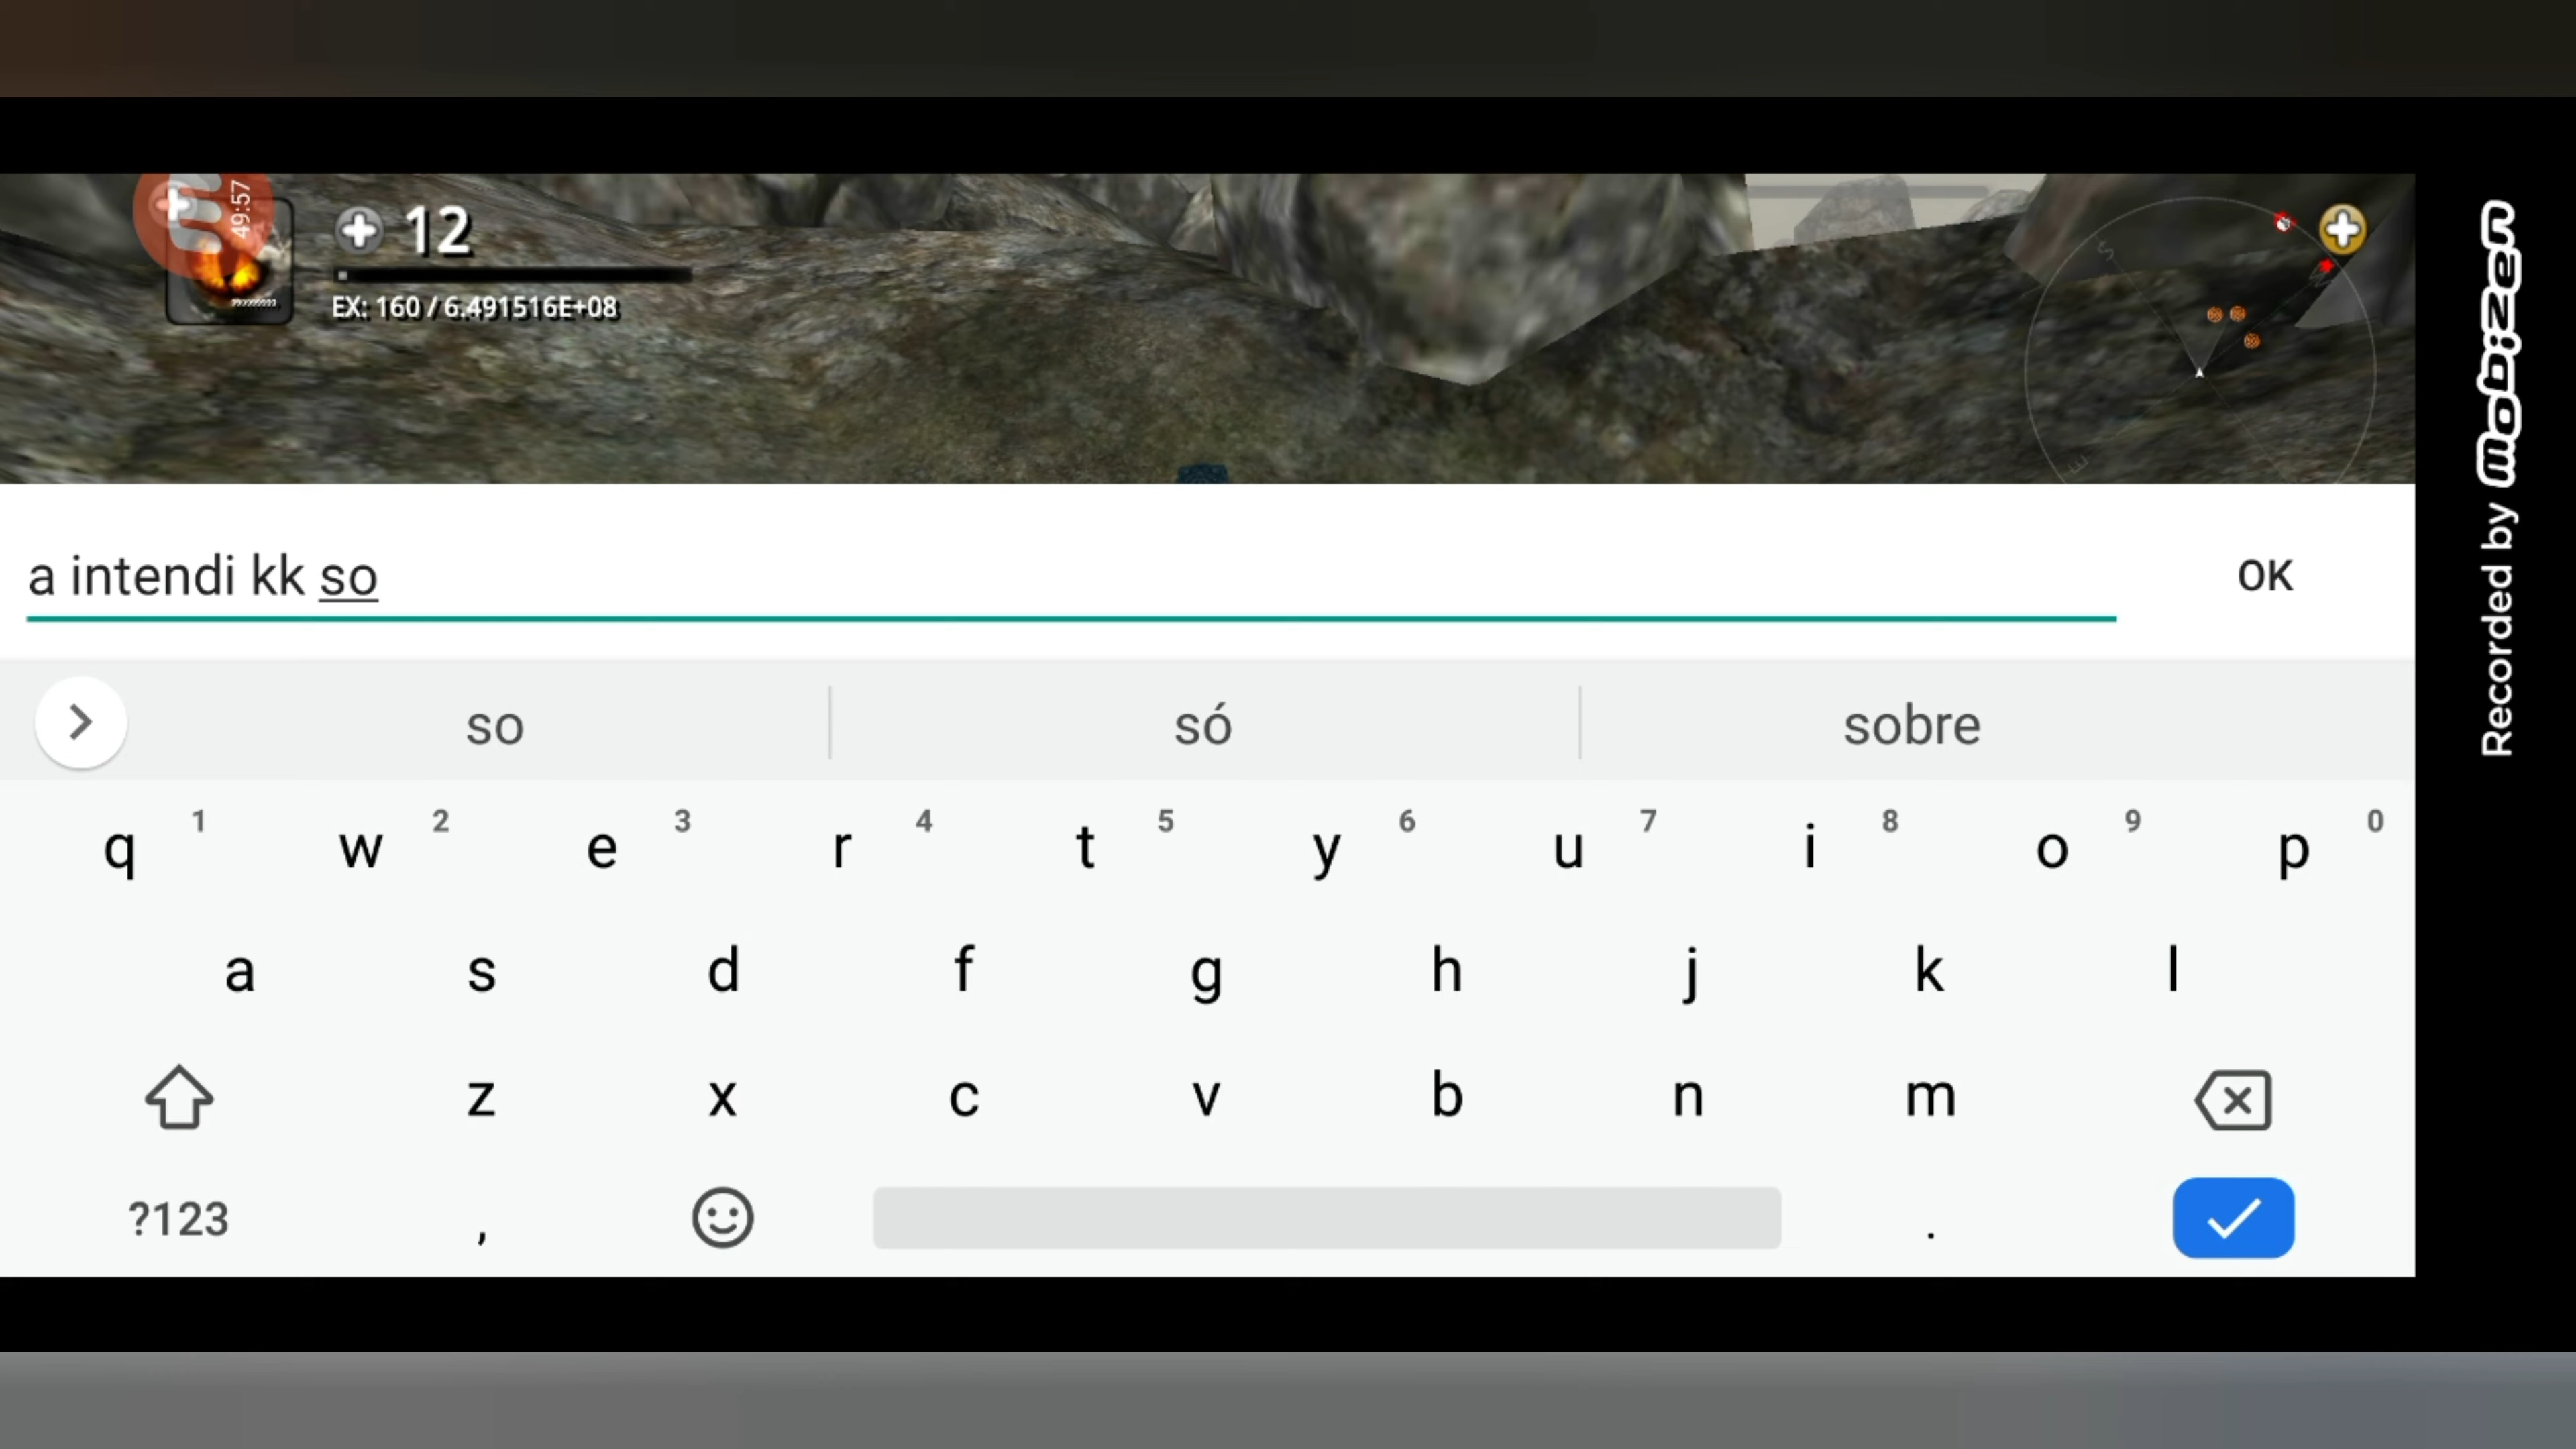 49:57
12
EX: 160 / 6.491516E+08
a intendi kk so
OK
so só sobre
1 2 3 4 5 6 7 8 9 0
q w e r t y u i o p
a s d f g h j k l
z x c v b n m
?123 , .
Recorded by Mobizen